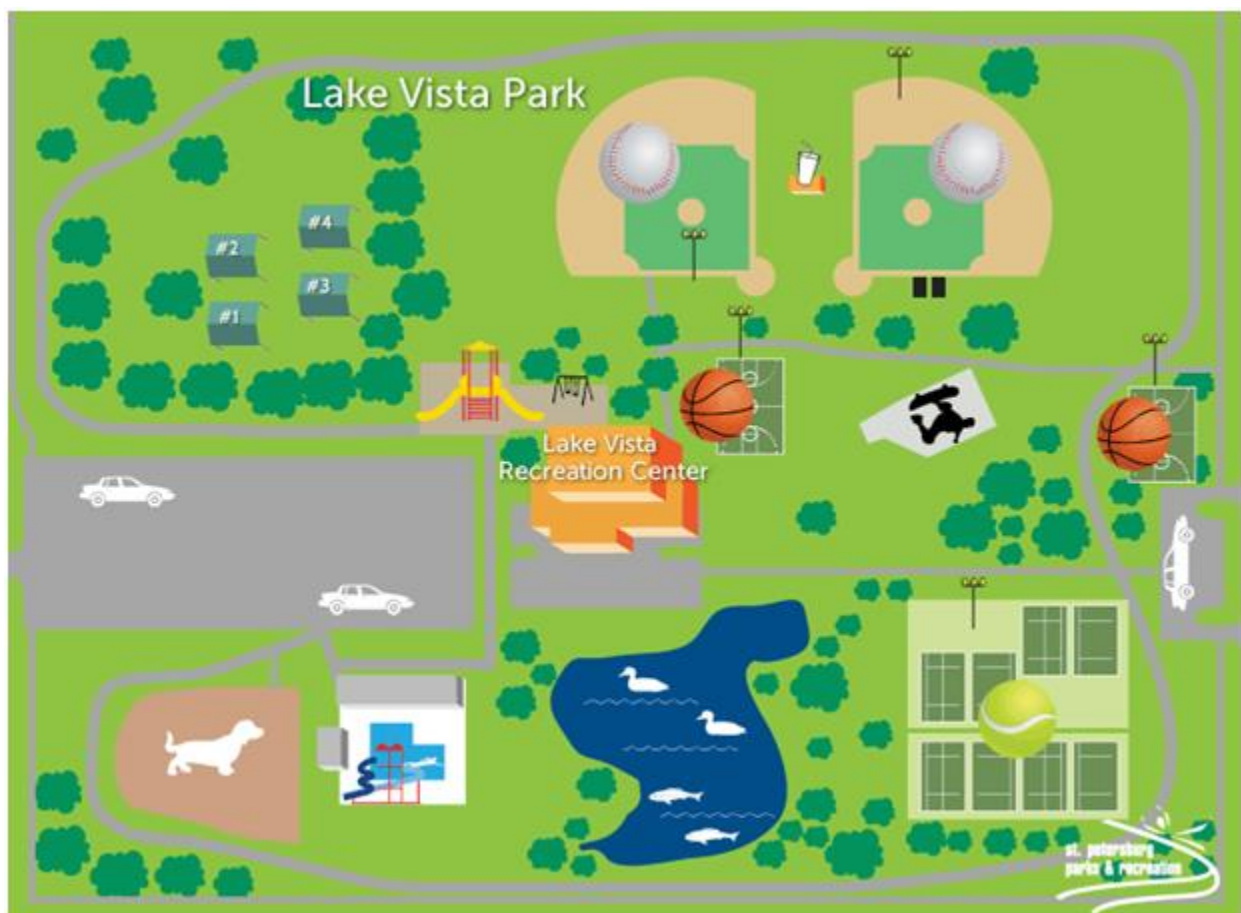 Lake Vista Park
#4
#2
#3
#1
Lake Vista
Recreation Center
st. petersburg
parks & recreation